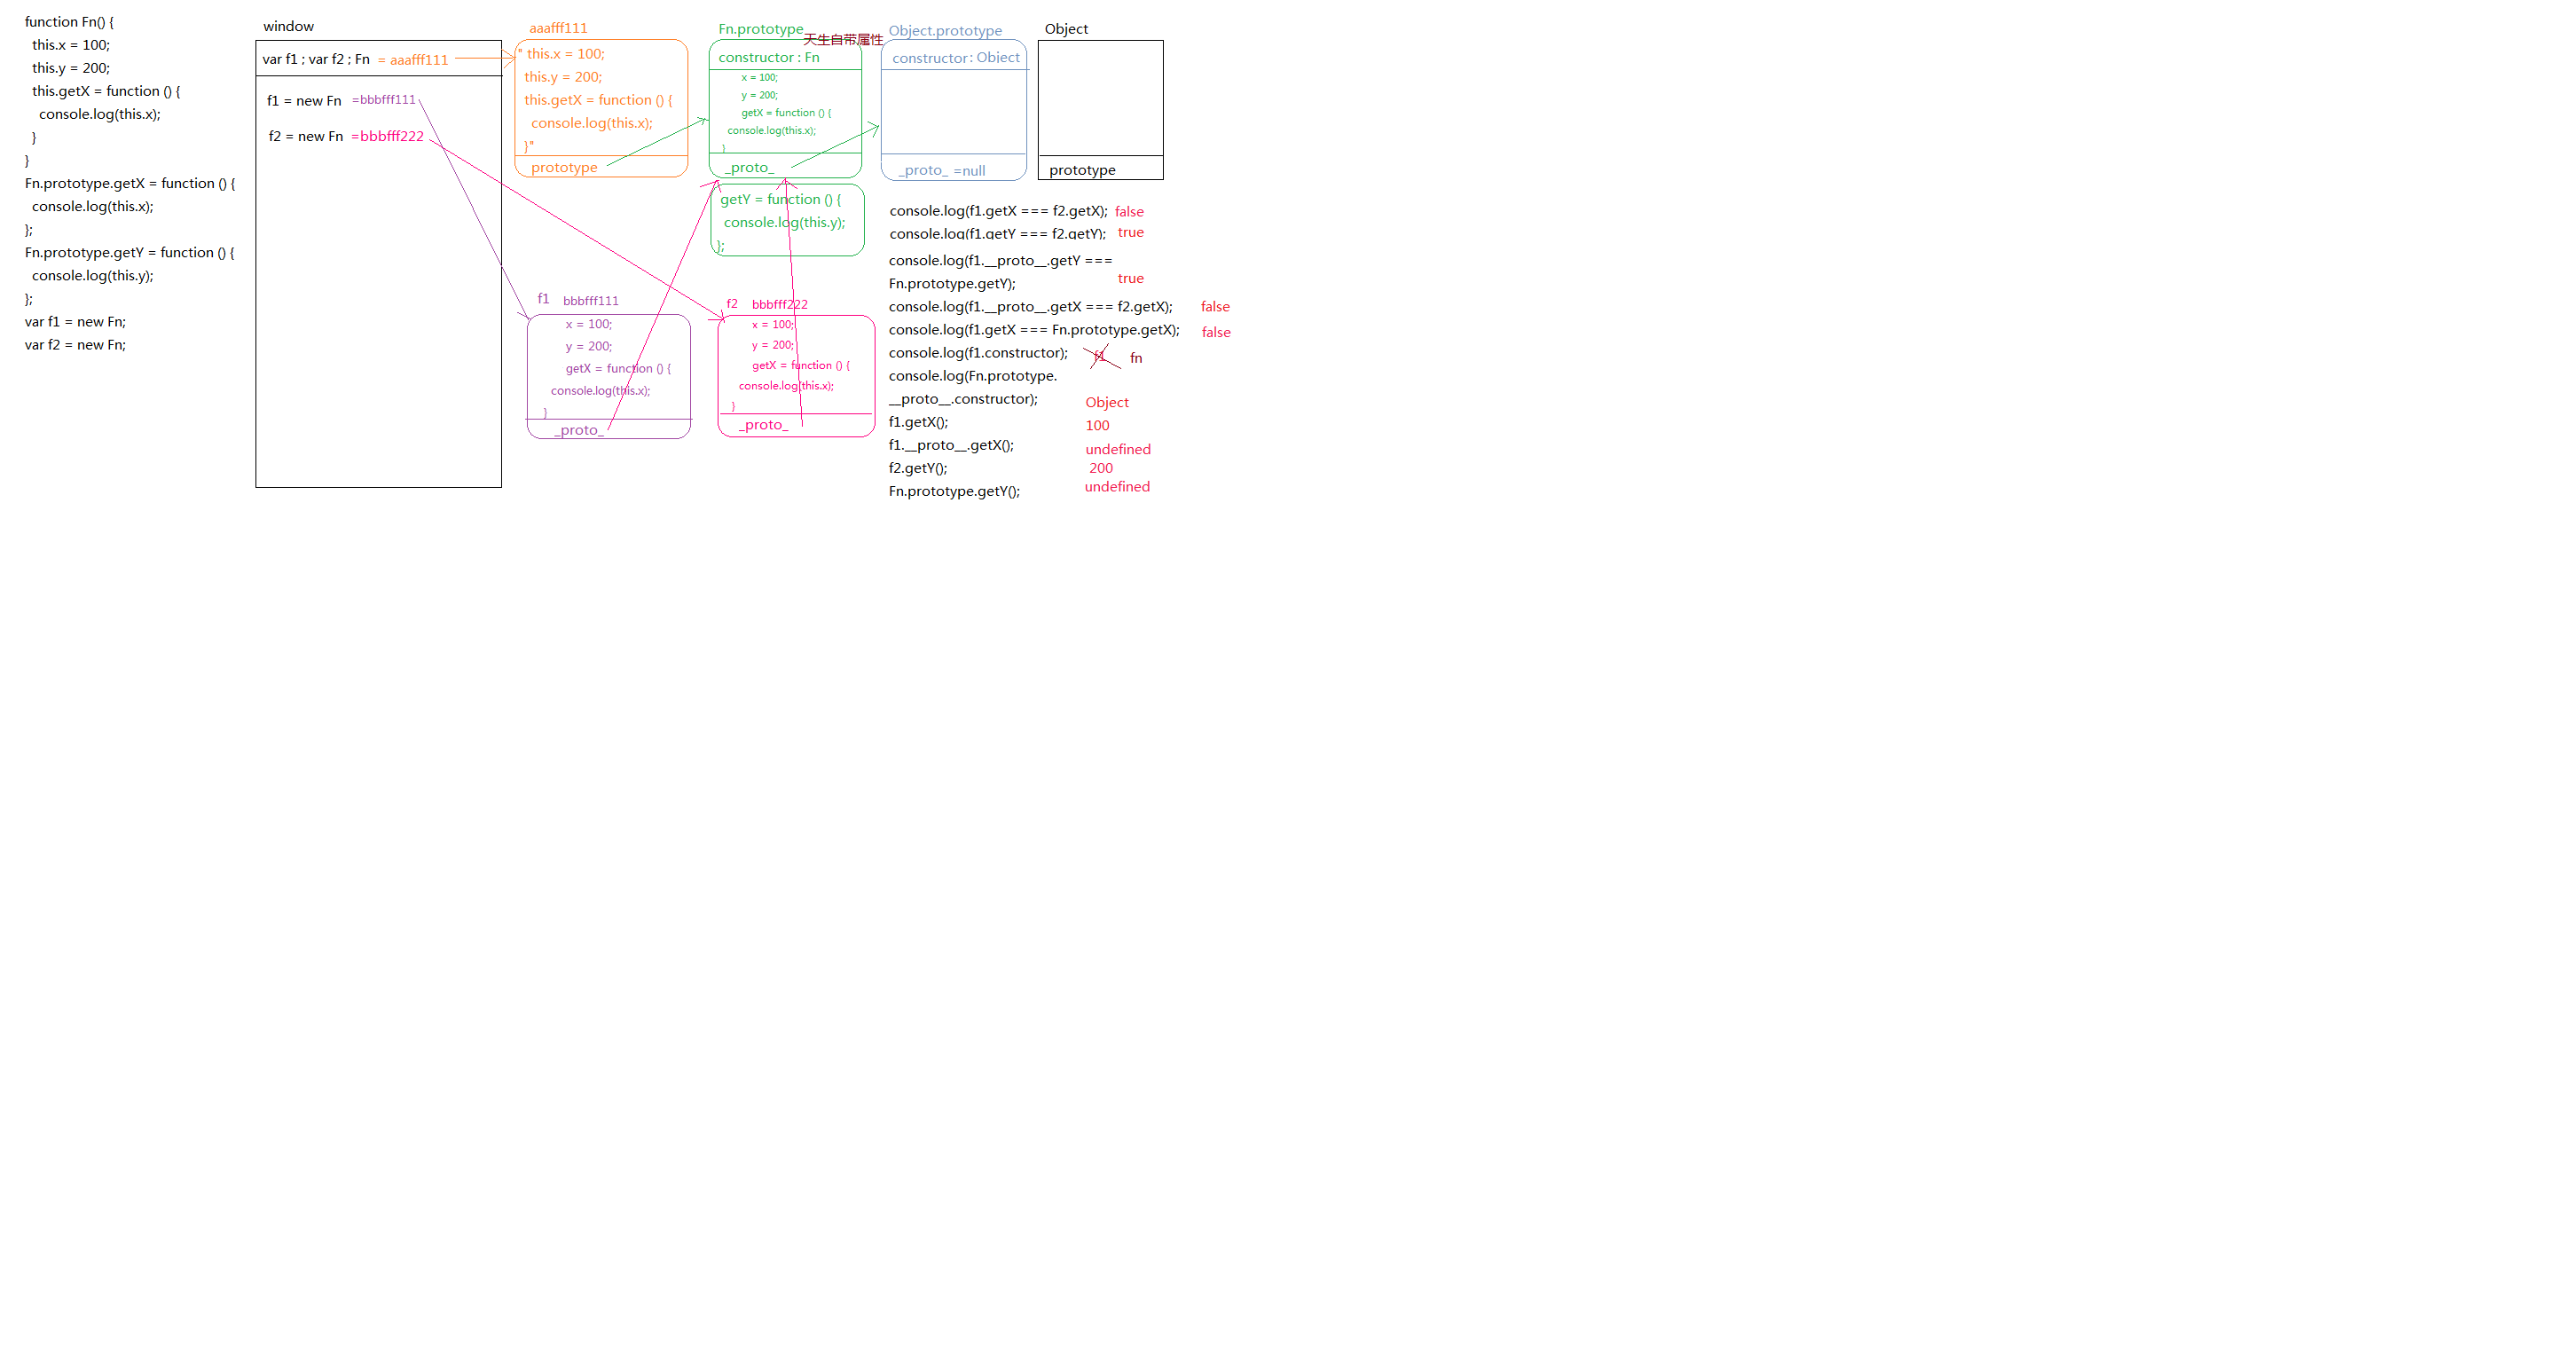 function Fn() {
this.x = 100;
this.y = 200;
this.getX = function () {
console.log(this.x);
}
}
Fn.prototype.getX = function () {
console.log(this.x);
};
Fn.prototype.getY = function () {
console.log(this.y);
};
var f1 = new Fn;
var f2 = new Fn;
window
var f1 ; var f2 ; Fn = aaafff111
f1 = new Fn =bbbfff111
f2 = new Fn =bbbfff222
aaafff111
" this.x = 100;
this.y = 200;
this.getX = function () {
console.log(this.x);
}"
prototype
Fn.prototype
天生自带属性
constructor : Fn
x = 100;
y = 200;
getX = function () {
console.log(this.x);
}
_proto_
getY = function () {
console.log(this.y);
};
Object.prototype
constructor: Object
_proto_ =null
Object
prototype
f1 bbbfff111
x = 100;
y = 200;
getX = function () {
console.log(this.x);
}
_proto_
f2 bbbfff222
x = 100;
y = 200;
getX = function () {
console.log(this.x);
}
_proto_
console.log(f1.getX === f2.getX); false
console.log(f1.getY === f2.getY); true
console.log(f1.__proto__.getY ===
Fn.prototype.getY); true
console.log(f1.__proto__.getX === f2.getX); false
console.log(f1.getX === Fn.prototype.getX); false
console.log(f1.constructor); f1 fn
console.log(Fn.prototype.
__proto__.constructor); Object
f1.getX(); 100
f1.__proto__.getX(); undefined
f2.getY(); 200
Fn.prototype.getY(); undefined